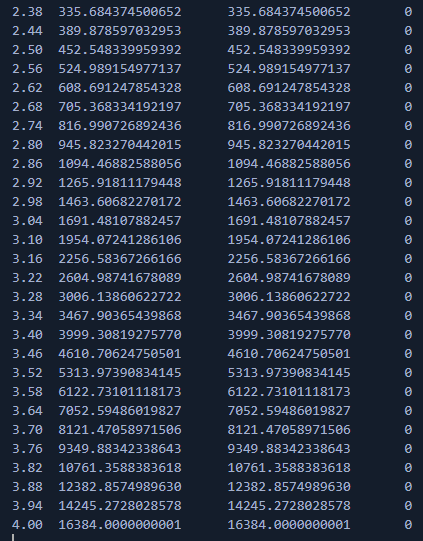 2.38 335.684374500652 335.684374500652 0
2.44 389.878597032953 389.878597032953 0
2.50 452.548339959392 452.548339959392 0
2.56 524.989154977137 524.989154977137 0
2.62 608.691247854328 608.691247854328 0
2.68 705.368334192197 705.368334192197 0
2.74 816.990726892436 816.990726892436 0
2.80 945.823270442015 945.823270442015 0
2.86 1094.46882588056 1094.46882588056 0
2.92 1265.91811179448 1265.91811179448 0
2.98 1463.60682270172 1463.60682270172 0
3.04 1691.48107882457 1691.48107882457 0
3.10 1954.07241286106 1954.07241286106 0
3.16 2256.58367266166 2256.58367266166 0
3.22 2604.98741678089 2604.98741678089 0
3.28 3006.13860622722 3006.13860622722 0
3.34 3467.90365439868 3467.90365439868 0
3.40 3999.30819275770 3999.30819275770 0
3.46 4610.70624750501 4610.70624750501 0
3.52 5313.97390834145 5313.97390834145 0
3.58 6122.73101118173 6122.73101118173 0
3.64 7052.59486019827 7052.59486019827 0
3.70 8121.47058971506 8121.47058971506 0
3.76 9349.88342338643 9349.88342338643 0
3.82 10761.3588383618 10761.3588383618 0
3.88 12382.8574989630 12382.8574989630 0
3.94 14245.2728028578 14245.2728028578 0
4.00 16384.0000000001 16384.0000000001 0